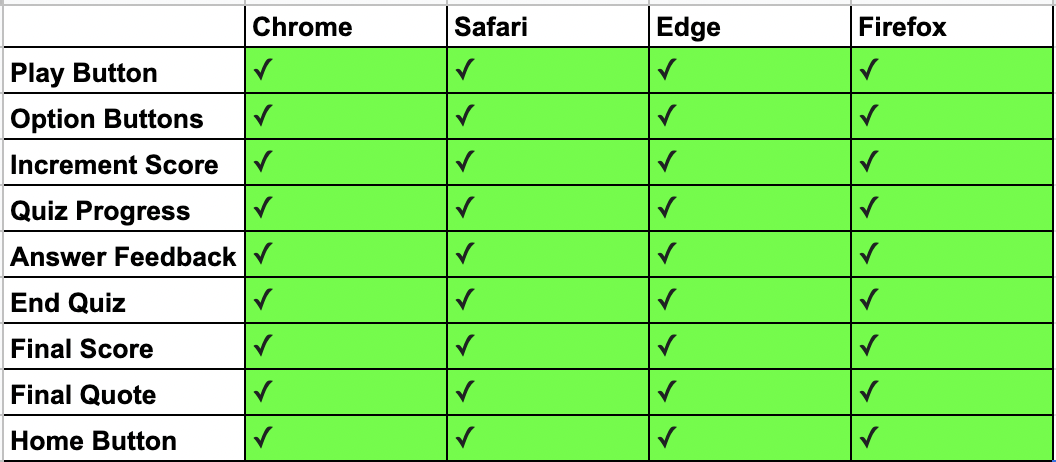 Chrome Safari Edge Firefox
Play Button ✓ ✓ ✓ ✓
Option Buttons ✓ ✓ ✓ ✓
Increment Score ✓ ✓ ✓ ✓
Quiz Progress ✓ ✓ ✓ ✓
Answer Feedback ✓ ✓ ✓ ✓
End Quiz ✓ ✓ ✓ ✓
Final Score ✓ ✓ ✓ ✓
Final Quote ✓ ✓ ✓ ✓
Home Button ✓ ✓ ✓ ✓